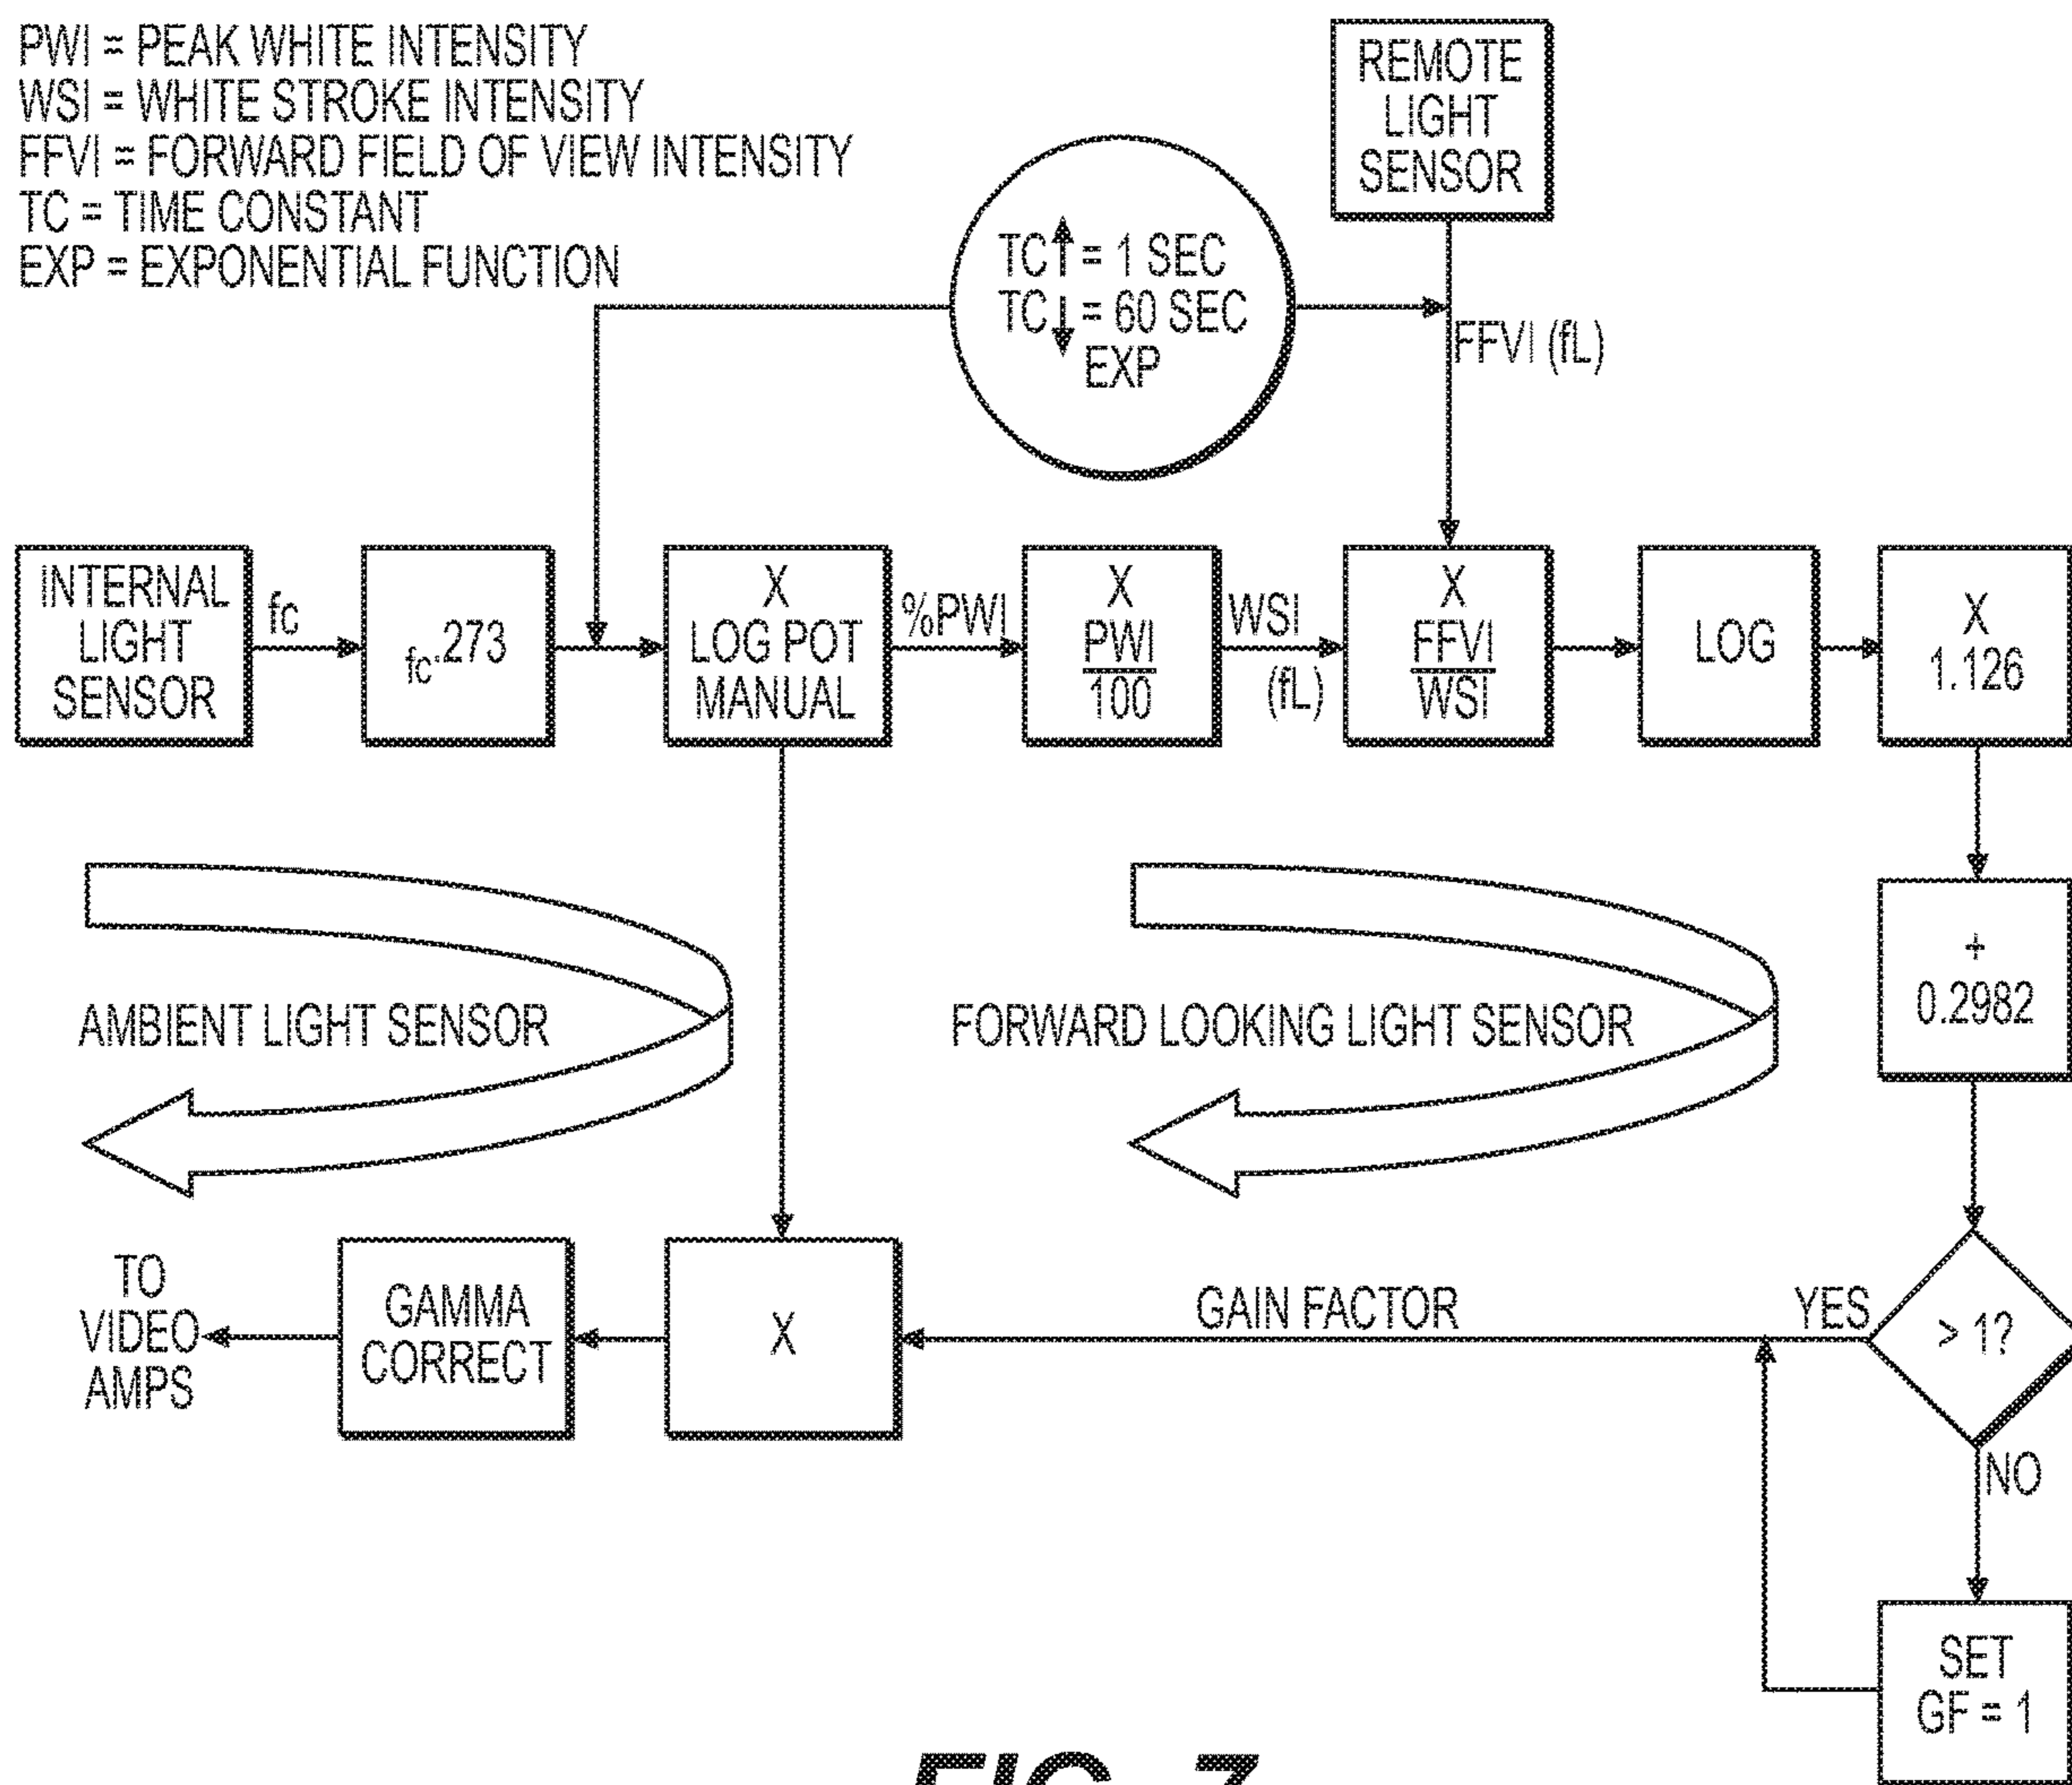 PWI = PEAK WHITE INTENSITY
WSI = WHITE STROKE INTENSITY
FFVI = FORWARD FIELD OF VIEW INTENSITY
TC = TIME CONSTANT
EXP = EXPONENTIAL FUNCTION
REMOTE
LIGHT
SENSOR
TC↑ = 1 SEC
TC↓ = 60 SEC
EXP
FFVI (fL)
INTERNAL
LIGHT
SENSOR
fc
fc.273
X
LOG POT
MANUAL
%PWI
X
PWI
100
WSI
(fL)
X
FFVI
WSI
LOG
X
1.126
+
0.2982
AMBIENT LIGHT SENSOR
FORWARD LOOKING LIGHT SENSOR
TO
VIDEO
AMPS
GAMMA
CORRECT
X
GAIN FACTOR
YES
> 1?
NO
SET
GF = 1
FIG. 7